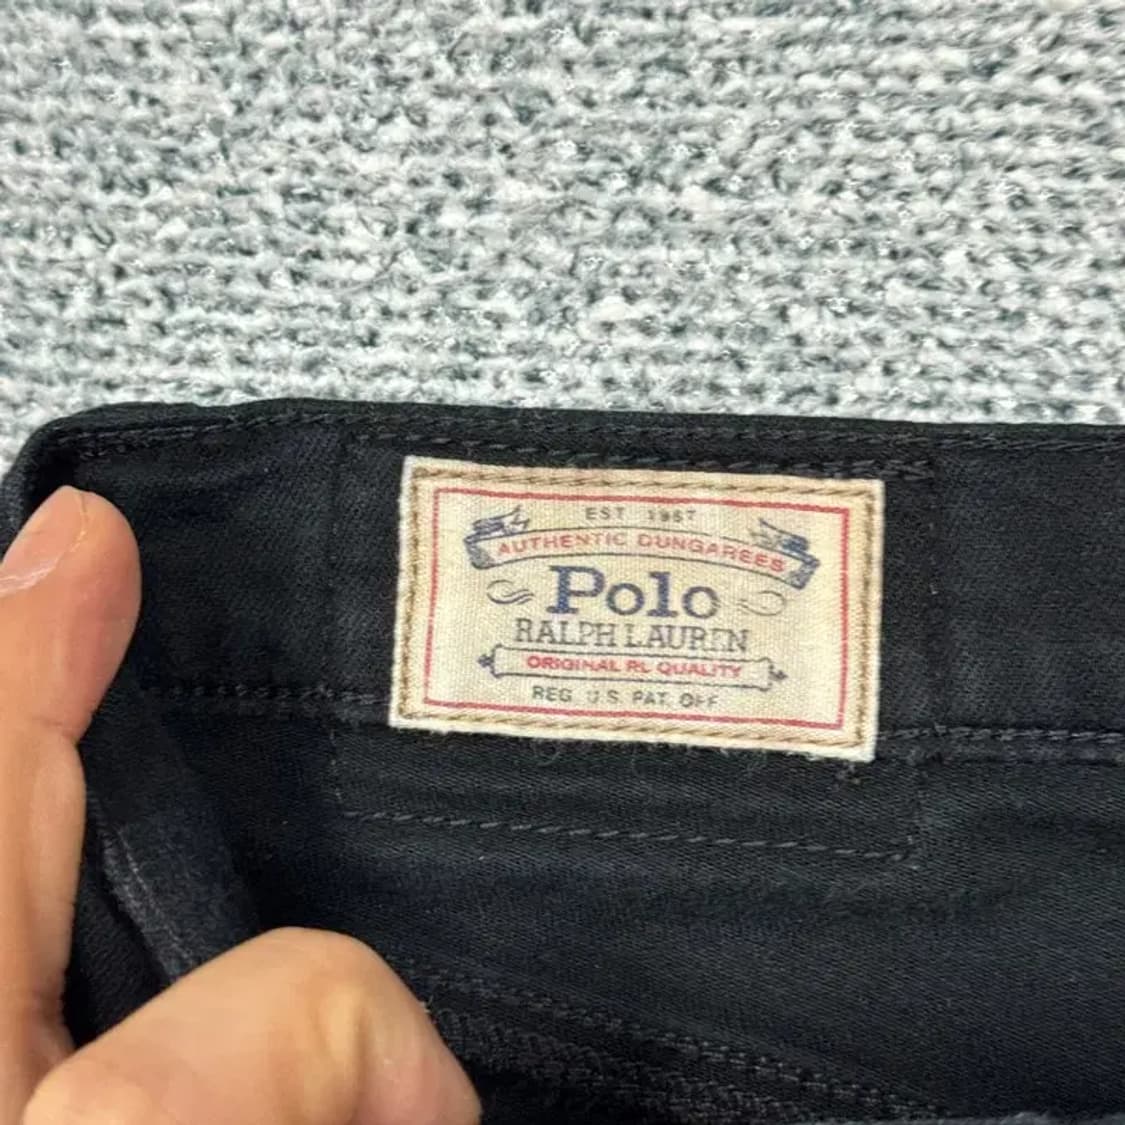 EST 1967
AUTHENTIC DUNGAREES
Polo
RALPH LAUREN
ORIGINAL RL QUALITY
REG. U.S. PAT. OFF